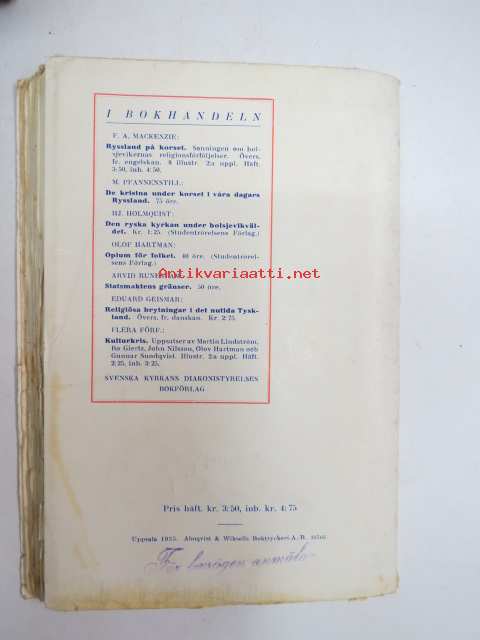 I BOKHANDELN
F. A. MACKENZIE:
Ryssland på korset. Sanningen om bol-
sjevikernas religionsförföljelser. Övers.
fr. engelskan. 8 illustr. 2:a uppl. Häft.
3:50, inb. 4:50.
M. PFANNENSTILL:
De kristna under korset i våra dagars
Ryssland. 75 öre.
HJ. HOLMQUIST:
Den ryska kyrkan under bolsjevikväl-
det. Kr. 1:25. (Studentrörelsens Förlag.)
OLOF HARTMAN:
Opium för folket. 40 öre. (Studentrörel-
sens Förlag.)
ARVID
Antikvariaatti.net
Statsmaktens gränser. 50 öre.
EDUARD GEISMAR:
Religiösa brytningar i det nutida Tysk-
land. Övers. fr. danskan. Kr. 2:75.
FLERA FÖRF.:
Kulturkris. Uppsatser av Martin Lindström,
Bo Giertz, John Nilsson, Olov Hartman och
Gunnar Sundqvist. Illustr. 2:a uppl. Häft.
2:25, inb. 3:25.
SVENSKA KYRKANS DIAKONISTYRELSES
BOKFÖRLAG
Pris häft. kr. 3:50, inb. kr. 4:75
Uppsala 1935. Almqvist & Wiksells Boktryckeri-A.-B.
anmälan